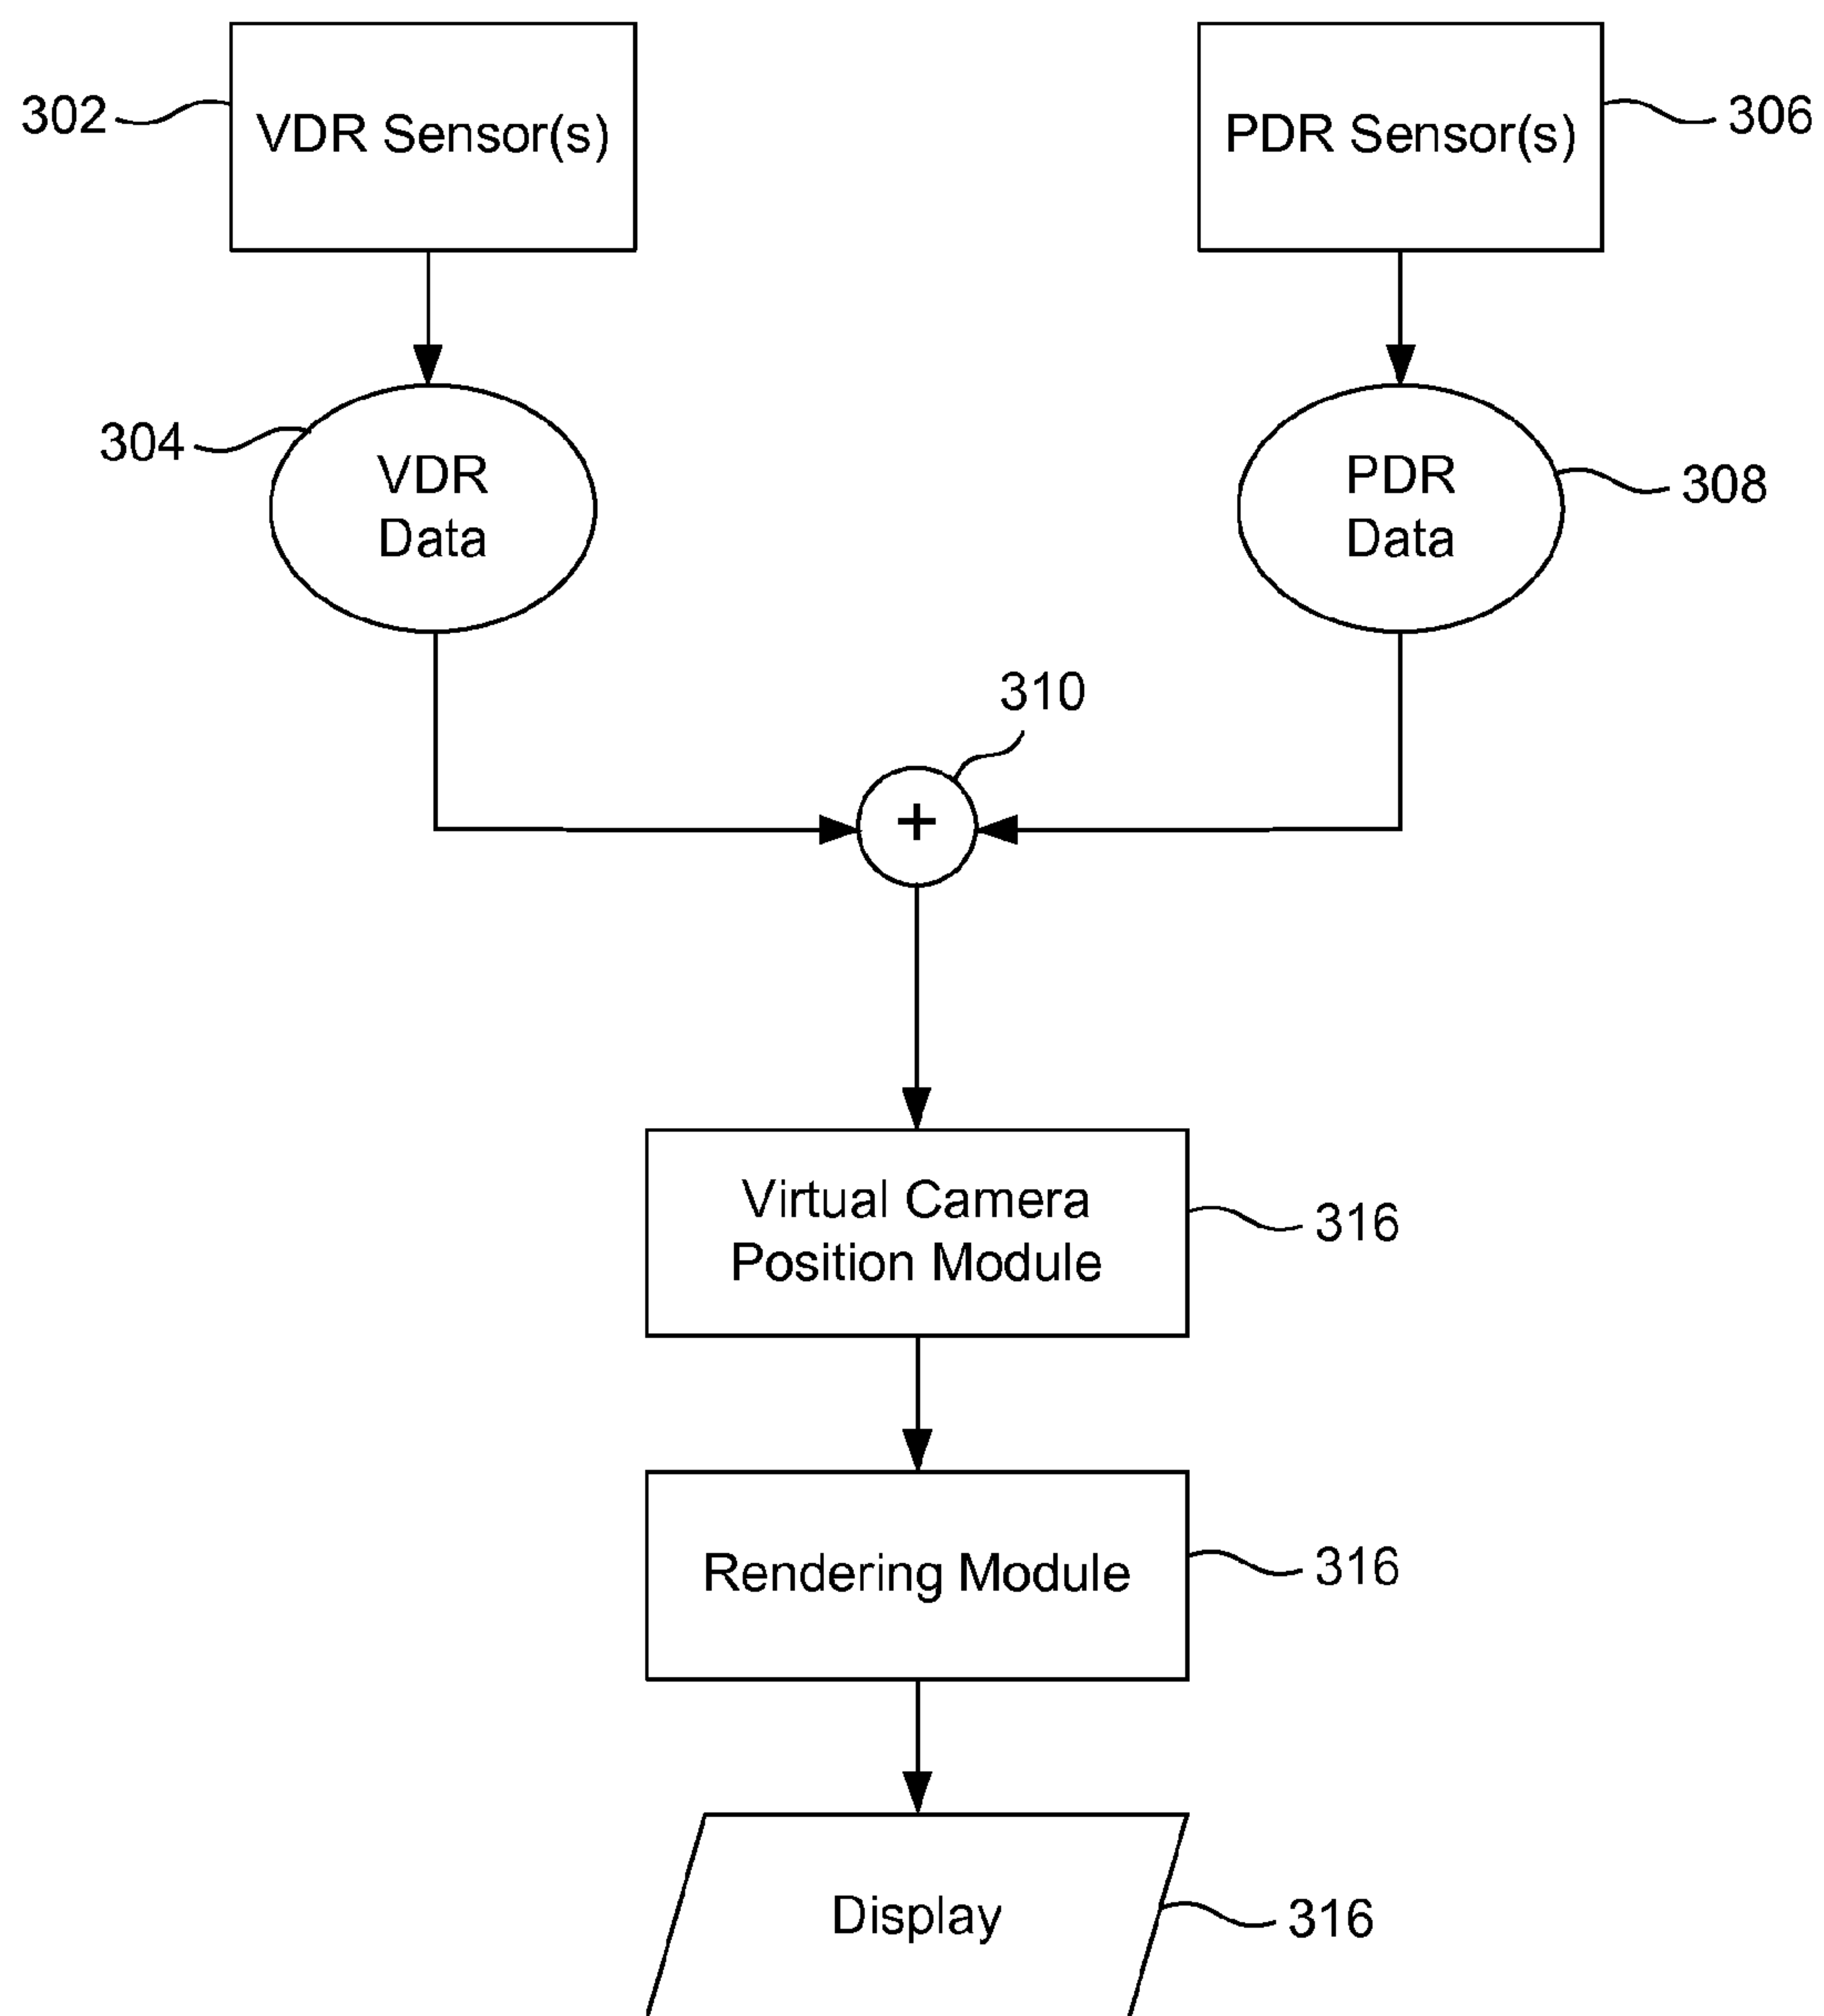 302
VDR Sensor(s)
PDR Sensor(s)
306
304
VDR
Data
PDR
Data
308
310
+
Virtual Camera
Position Module
316
Rendering Module
316
Display
316